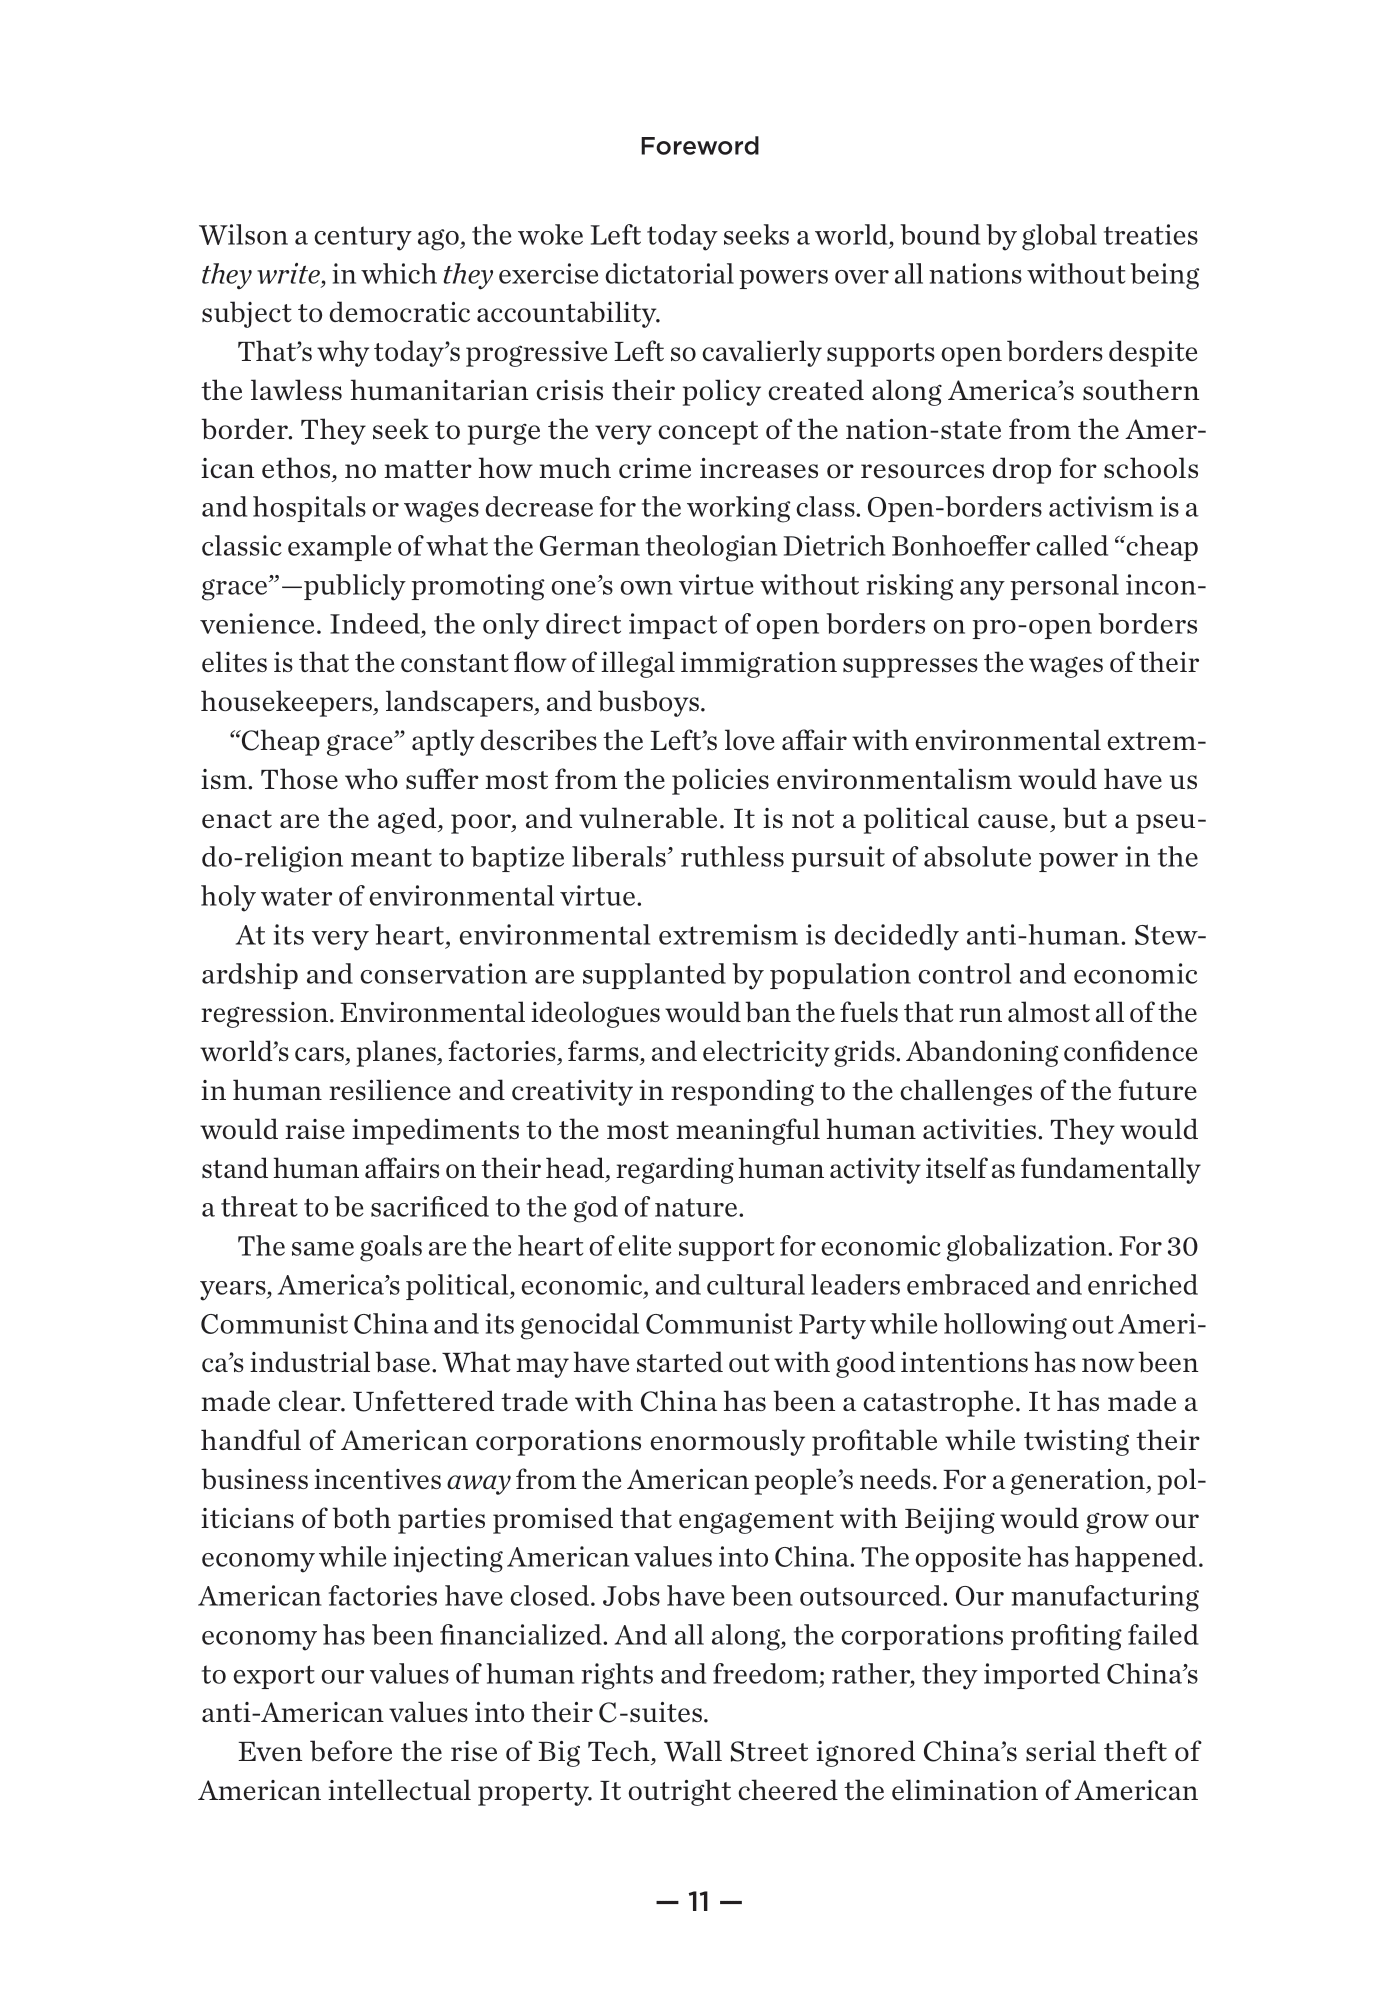 Foreword
Wilson a century ago, the woke Left today seeks a world, bound by global treaties
they write, in which they exercise dictatorial powers over all nations without being
subject to democratic accountability.
That’s why today’s progressive Left so cavalierly supports open borders despite
the lawless humanitarian crisis their policy created along America’s southern
border. They seek to purge the very concept of the nation-state from the Amer-
ican ethos, no matter how much crime increases or resources drop for schools
and hospitals or wages decrease for the working class. Open-borders activism is a
classic example of what the German theologian Dietrich Bonhoeffer called “cheap
grace”—publicly promoting one’s own virtue without risking any personal incon-
venience. Indeed, the only direct impact of open borders on pro-open borders
elites is that the constant flow of illegal immigration suppresses the wages of their
housekeepers, landscapers, and busboys.
“Cheap grace” aptly describes the Left’s love affair with environmental extrem-
ism. Those who suffer most from the policies environmentalism would have us
enact are the aged, poor, and vulnerable. It is not a political cause, but a pseu-
do-religion meant to baptize liberals’ ruthless pursuit of absolute power in the
holy water of environmental virtue.
At its very heart, environmental extremism is decidedly anti-human. Stew-
ardship and conservation are supplanted by population control and economic
regression. Environmental ideologues would ban the fuels that run almost all of the
world’s cars, planes, factories, farms, and electricity grids. Abandoning confidence
in human resilience and creativity in responding to the challenges of the future
would raise impediments to the most meaningful human activities. They would
stand human affairs on their head, regarding human activity itself as fundamentally
a threat to be sacrificed to the god of nature.
The same goals are the heart of elite support for economic globalization. For 30
years, America’s political, economic, and cultural leaders embraced and enriched
Communist China and its genocidal Communist Party while hollowing out Ameri-
ca’s industrial base. What may have started out with good intentions has now been
made clear. Unfettered trade with China has been a catastrophe. It has made a
handful of American corporations enormously profitable while twisting their
business incentives away from the American people’s needs. For a generation, pol-
iticians of both parties promised that engagement with Beijing would grow our
economy while injecting American values into China. The opposite has happened.
American factories have closed. Jobs have been outsourced. Our manufacturing
economy has been financialized. And all along, the corporations profiting failed
to export our values of human rights and freedom; rather, they imported China’s
anti-American values into their C-suites.
Even before the rise of Big Tech, Wall Street ignored China’s serial theft of
American intellectual property. It outright cheered the elimination of American
— 11 —